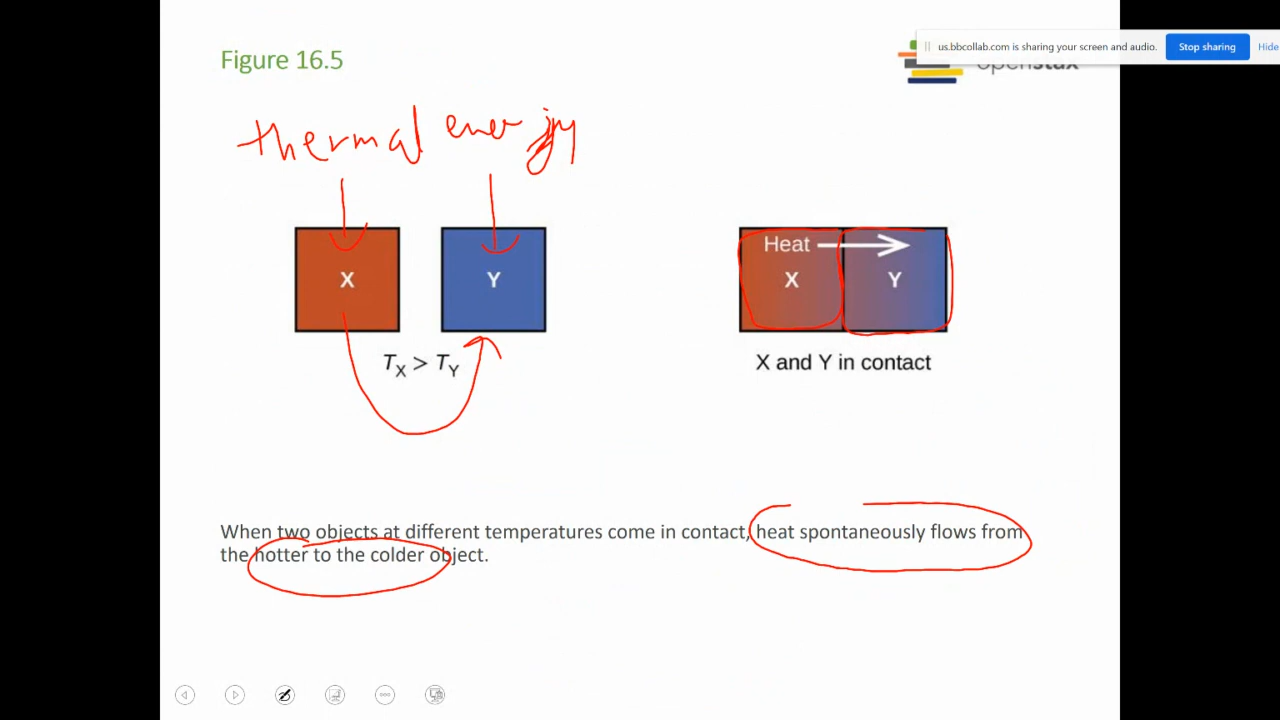 Figure 16.5
us.bbcollab.com is sharing your screen and audio.
Stop sharing
Hide
openstax
thermal energy
X
Y
Heat
X
Y
TX > TY
X and Y in contact
When two objects at different temperatures come in contact, heat spontaneously flows from
the hotter to the colder object.